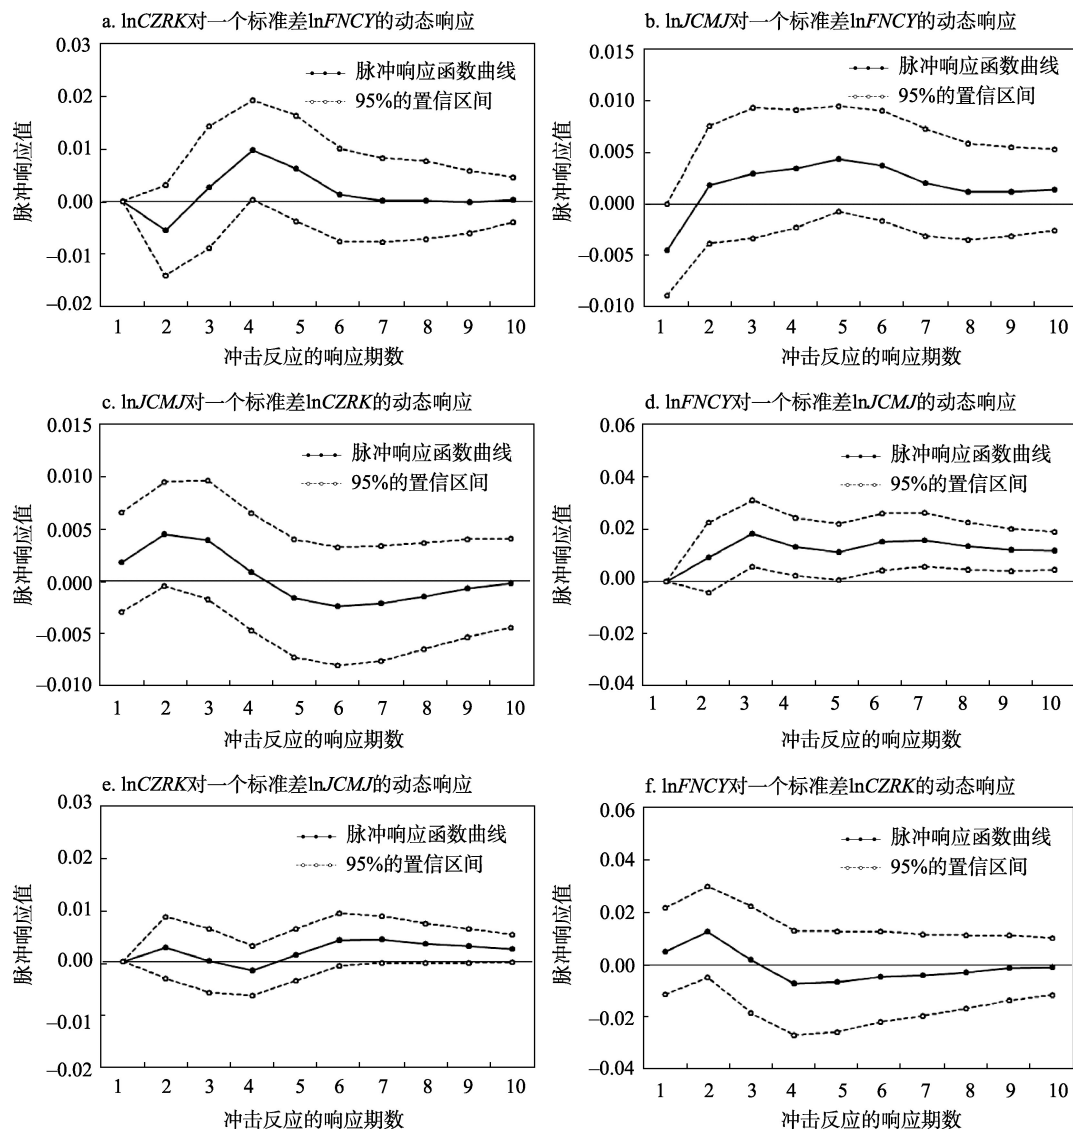 a. lnCZRK对一个标准差lnFNCY的动态响应
0.03
0.02
0.01
0.00
–0.01
–0.02
脉冲响应值
脉冲响应函数曲线
95%的置信区间
1 2 3 4 5 6 7 8 9 10
冲击反应的响应期数
b. lnJCMJ对一个标准差lnFNCY的动态响应
0.015
0.010
0.005
0.000
–0.005
–0.010
脉冲响应值
脉冲响应函数曲线
95%的置信区间
1 2 3 4 5 6 7 8 9 10
冲击反应的响应期数
c. lnJCMJ对一个标准差lnCZRK的动态响应
0.015
0.010
0.005
0.000
–0.005
–0.010
脉冲响应值
脉冲响应函数曲线
95%的置信区间
1 2 3 4 5 6 7 8 9 10
冲击反应的响应期数
d. lnFNCY对一个标准差lnJCMJ的动态响应
0.06
0.04
0.02
0.00
–0.02
–0.04
脉冲响应值
脉冲响应函数曲线
95%的置信区间
1 2 3 4 5 6 7 8 9 10
冲击反应的响应期数
e. lnCZRK对一个标准差lnJCMJ的动态响应
0.03
0.02
0.01
0.00
–0.01
–0.02
脉冲响应值
脉冲响应函数曲线
95%的置信区间
1 2 3 4 5 6 7 8 9 10
冲击反应的响应期数
f. lnFNCY对一个标准差lnCZRK的动态响应
0.06
0.04
0.02
0.00
–0.02
–0.04
脉冲响应值
脉冲响应函数曲线
95%的置信区间
1 2 3 4 5 6 7 8 9 10
冲击反应的响应期数